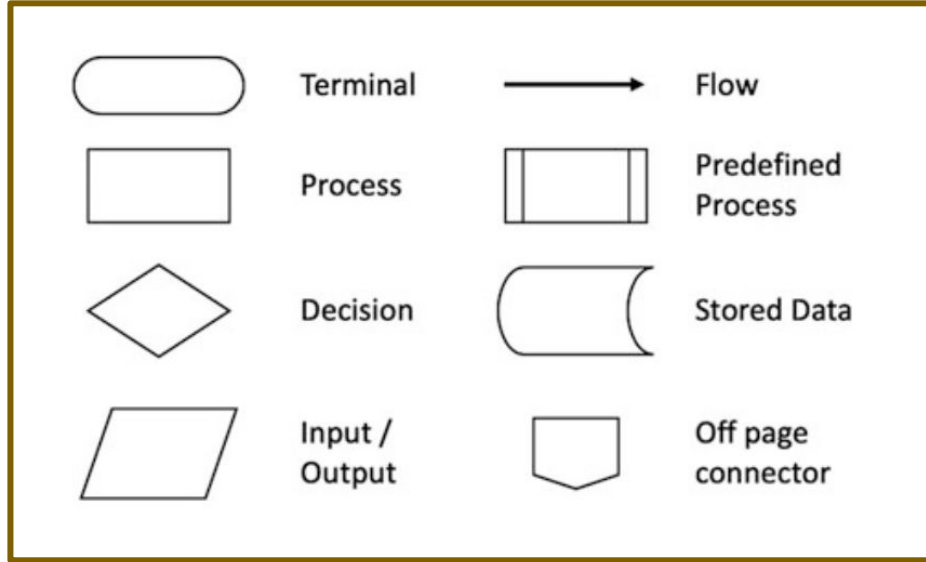 Terminal
Flow
Process
Predefined
Process
Decision
Stored Data
Input /
Output
Off page
connector